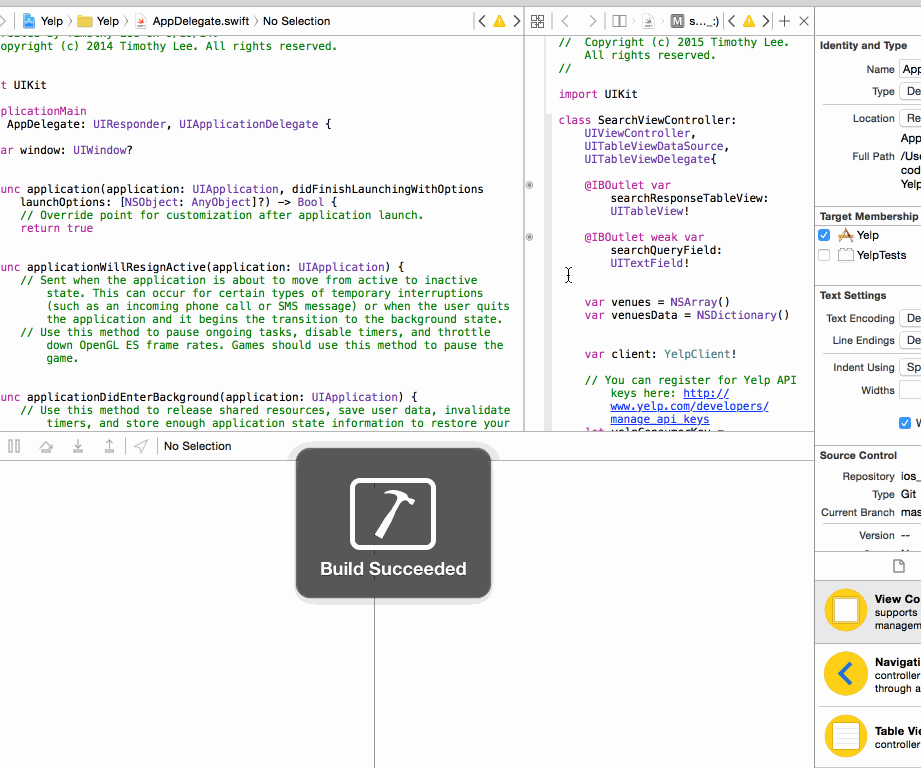 Yelp
Yelp
AppDelegate.swift
No Selection
opyright (c) 2014 Timothy Lee. All rights reserved.
t UIKit
plicationMain
AppDelegate: UIResponder, UIApplicationDelegate {
ar window: UIWindow?
unc application(application: UIApplication, didFinishLaunchingWithOptions
launchOptions: [NSObject: AnyObject]?) -> Bool {
// Override point for customization after application launch.
return true
unc applicationWillResignActive(application: UIApplication) {
// Sent when the application is about to move from active to inactive
state. This can occur for certain types of temporary interruptions
(such as an incoming phone call or SMS message) or when the user quits
the application and it begins the transition to the background state.
// Use this method to pause ongoing tasks, disable timers, and throttle
down OpenGL ES frame rates. Games should use this method to pause the
game.
unc applicationDidEnterBackground(application: UIApplication) {
// Use this method to release shared resources, save user data, invalidate
timers, and store enough application state information to restore your
M s..._:)
// Copyright (c) 2015 Timothy Lee.
All rights reserved.
//
import UIKit
class SearchViewController:
UIViewController,
UITableViewDataSource,
UITableViewDelegate{
@IBOutlet var
searchResponseTableView:
UITableView!
@IBOutlet weak var
searchQueryField:
UITextField!
var venues = NSArray()
var venuesData = NSDictionary()
var client: YelpClient!
// You can register for Yelp API
keys here: http://
www.yelp.com/developers/
manage_api_keys
No Selection
Build Succeeded
Identity and Type
Name App
Type De
Location Re
App
Full Path /Use
cod
Yelp
Target Membership
Yelp
YelpTests
Text Settings
Text Encoding De
Line Endings De
Indent Using Sp
Widths
Source Control
Repository ios_
Type Git
Current Branch mas
Version --
View Co
supports
managem
Navigati
controller
through a
Table Vie
controller